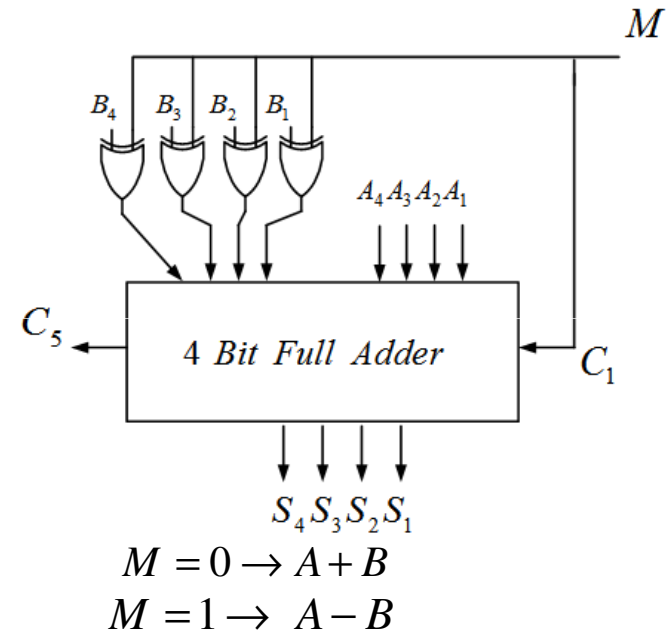 M
B₄ B₃ B₂ B₁
A₄ A₃ A₂ A₁
C₅
4 Bit Full Adder
C₁
S₄ S₃ S₂ S₁
M = 0 → A + B
M = 1 → A − B